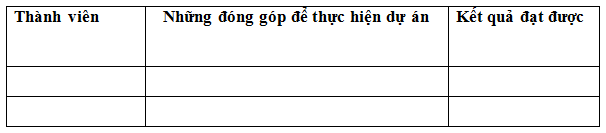 Thành viên Những đóng góp để thực hiện dự án Kết quả đạt được